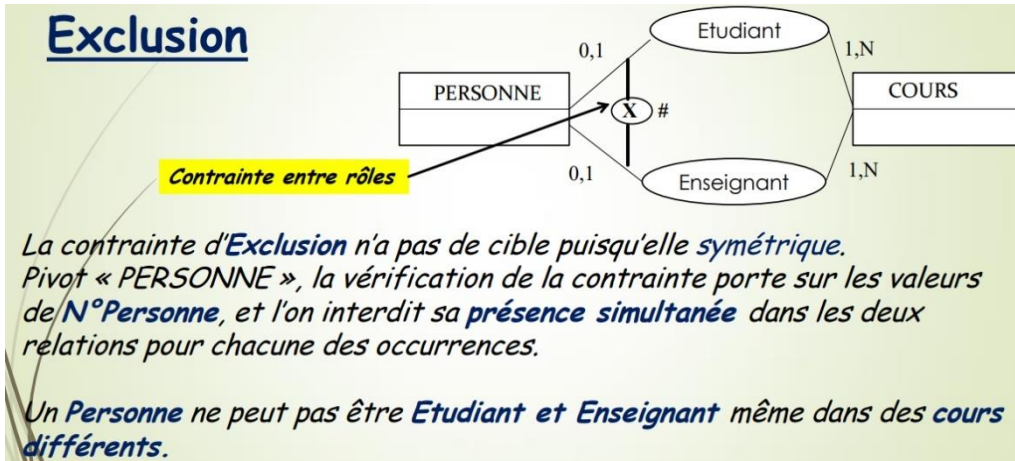 Exclusion
Etudiant
0,1
1,N
PERSONNE
COURS
X #
Contrainte entre rôles
0,1
Enseignant
1,N
La contrainte d'Exclusion n'a pas de cible puisqu'elle symétrique.
Pivot « PERSONNE », la vérification de la contrainte porte sur les valeurs
de N°Personne, et l'on interdit sa présence simultanée dans les deux
relations pour chacune des occurrences.
Un Personne ne peut pas être Etudiant et Enseignant même dans des cours
différents.